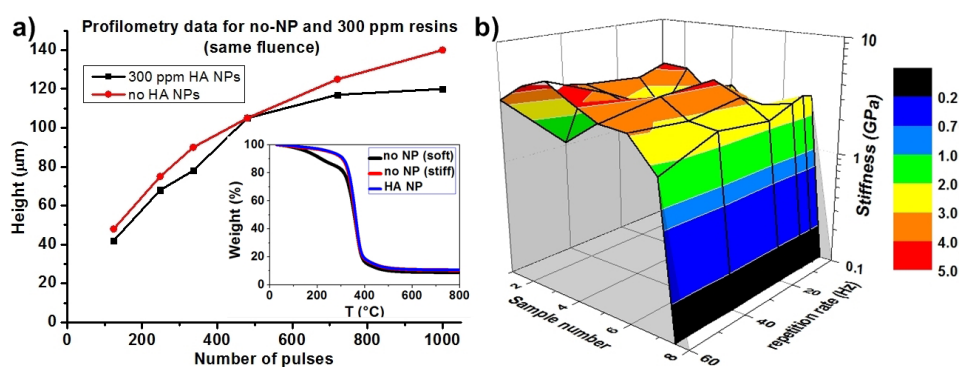 a)
Profilometry data for no-NP and 300 ppm resins
(same fluence)
140
120
100
80
60
40
20
0
Height (µm)
300 ppm HA NPs
no HA NPs
0 200 400 600 800 1000
Number of pulses
100
80
60
40
20
0
Weight (%)
no NP (soft)
no NP (stiff)
HA NP
0 200 400 600 800
T (°C)
b)
10
1
0.1
Stiffness (GPa)
2 4 6 8
Sample number
20
40
60
repetition rate (Hz)
0.2
0.7
1.0
2.0
3.0
4.0
5.0